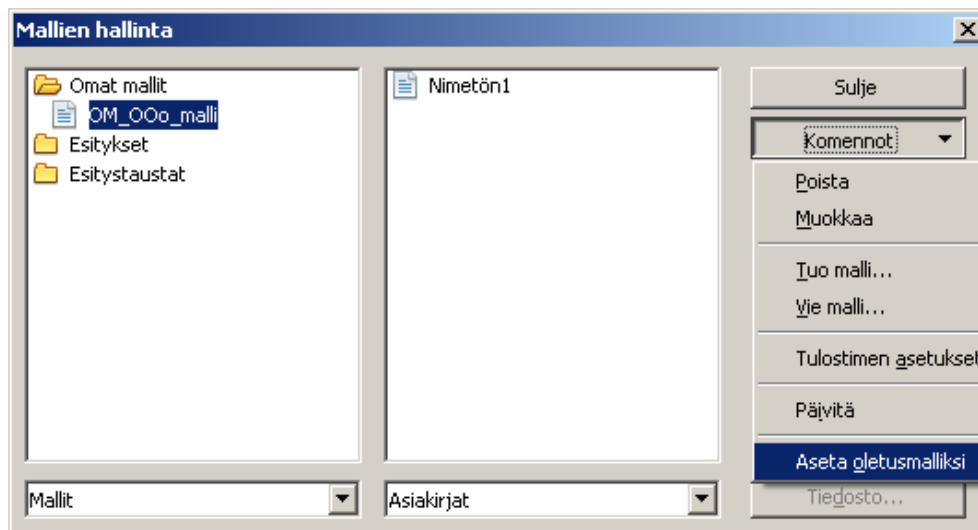 Mallien hallinta
Omat mallit
OM_OOo_malli
Esitykset
Esitystaustat
Mallit
Nimetön1
Asiakirjat
Sulje
Komennot
Poista
Muokkaa
Tuo malli...
Vie malli...
Tulostimen asetukset
Päivitä
Aseta oletusmalliksi
Tiedosto...